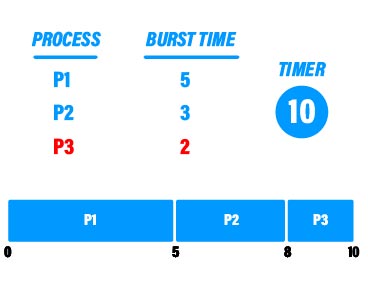 PROCESS BURST TIME
TIMER
P1 5
P2 3
10
P3 2
P1 P2 P3
0 5 8 10